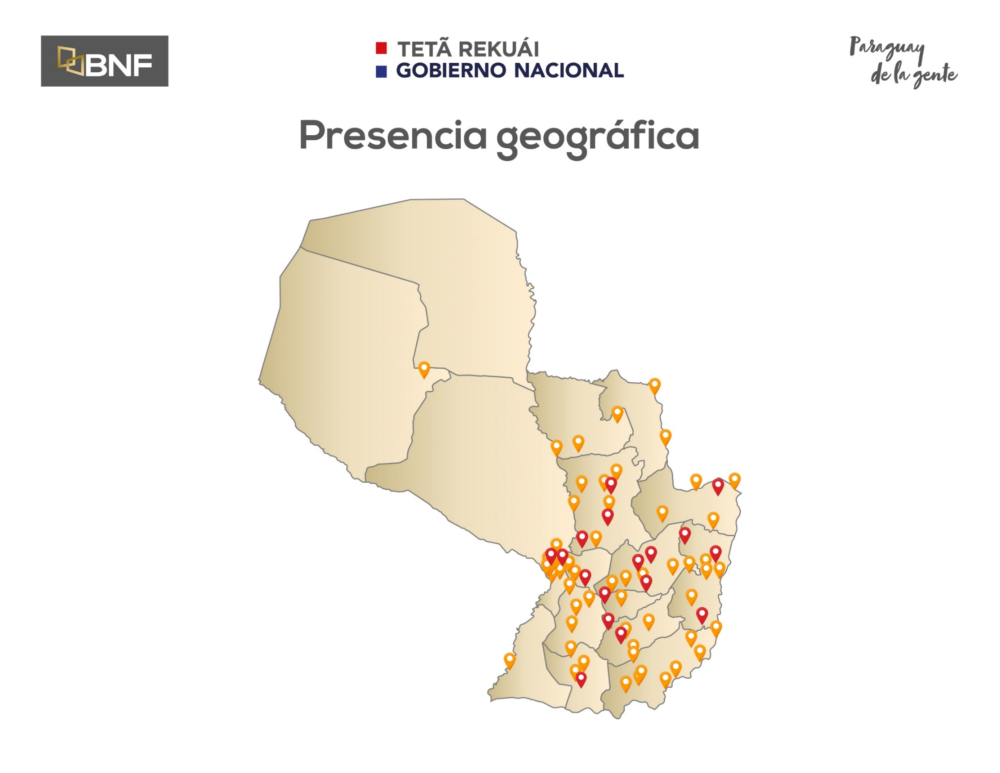 BNF
TETÃ REKUÁI
GOBIERNO NACIONAL
Paraguay
de la gente
Presencia geográfica